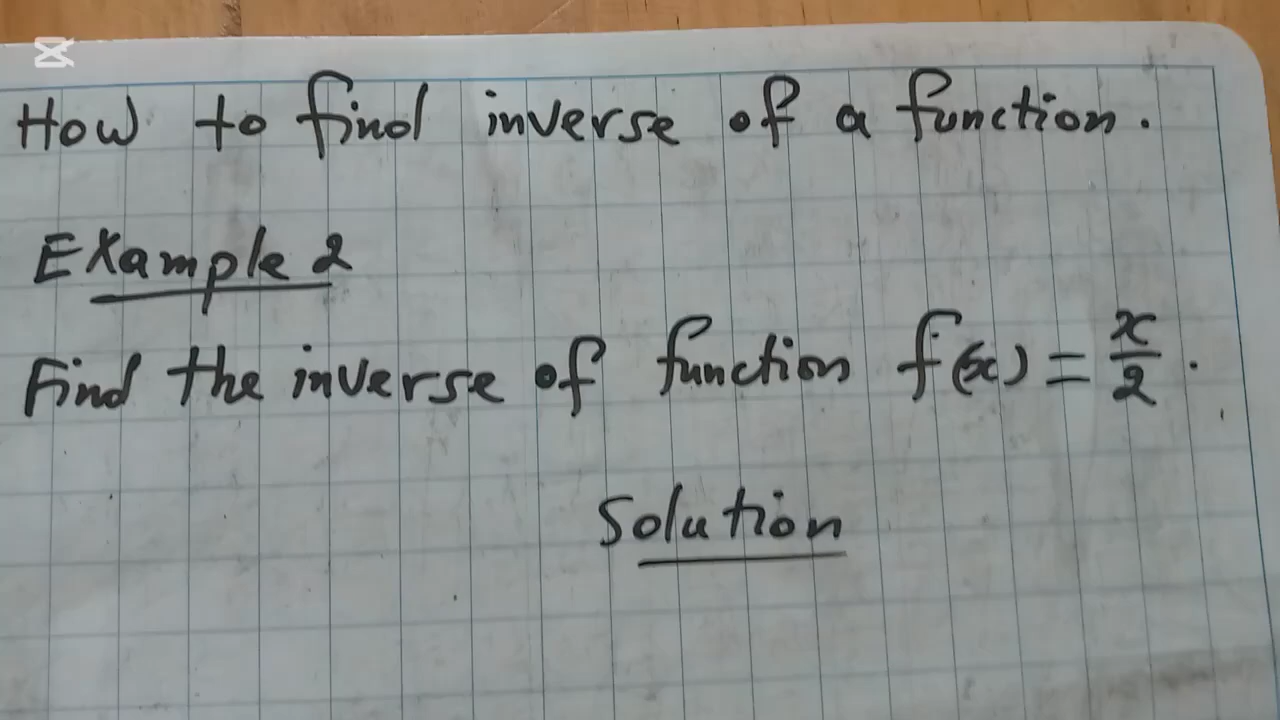 How to find inverse of a function.
Example 2
Find the inverse of function f(x) = x/2.
Solution